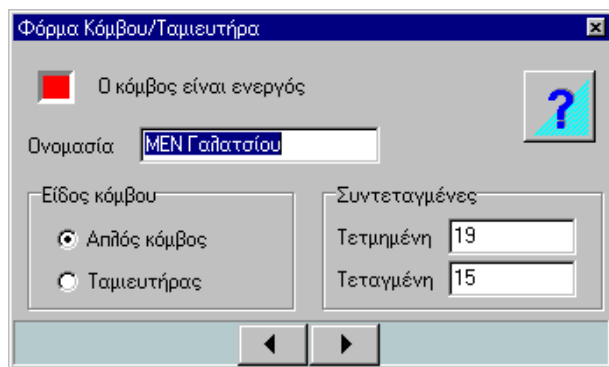 Φόρμα Κόμβου/Ταμιευτήρα
Ο κόμβος είναι ενεργός
?
Ονομασία ΜΕΝ Γαλατσίου
Είδος κόμβου
Απλός κόμβος
Ταμιευτήρας
Συντεταγμένες
Τετμημένη 19
Τεταγμένη 15